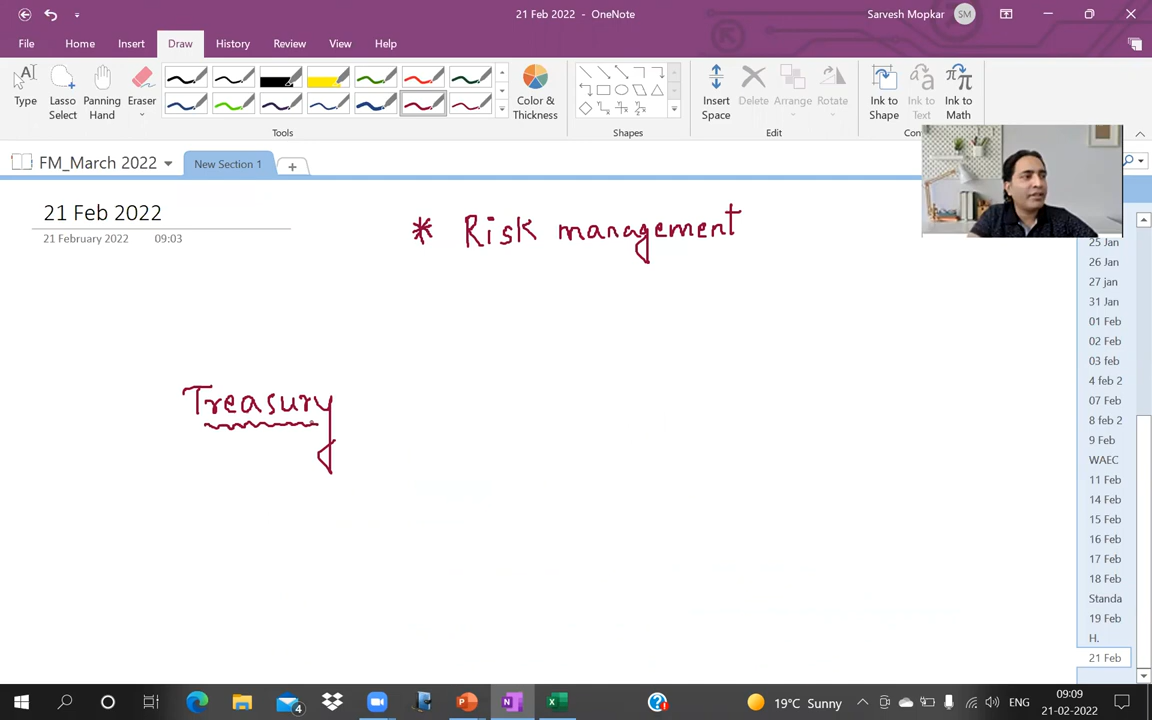 21 Feb 2022 - OneNote
Sarvesh Mopkar SM
File Home Insert Draw History Review View Help
Type
Lasso Select
Panning Hand
Eraser
Color & Thickness
Insert Space
Delete
Arrange
Rotate
Ink to Shape
Ink to Text
Ink to Math
Tools
Shapes
Edit
FM_March 2022
New Section 1
21 Feb 2022
21 February 2022 09:03
* Risk management
Treasury
25 Jan
26 Jan
27 jan
31 Jan
01 Feb
02 Feb
03 feb
4 feb 2
07 Feb
8 feb 2
9 Feb
WAEC
11 Feb
14 Feb
15 Feb
16 Feb
17 Feb
18 Feb
Standa
19 Feb
H.
21 Feb
4
19°C Sunny
ENG
09:09
21-02-2022